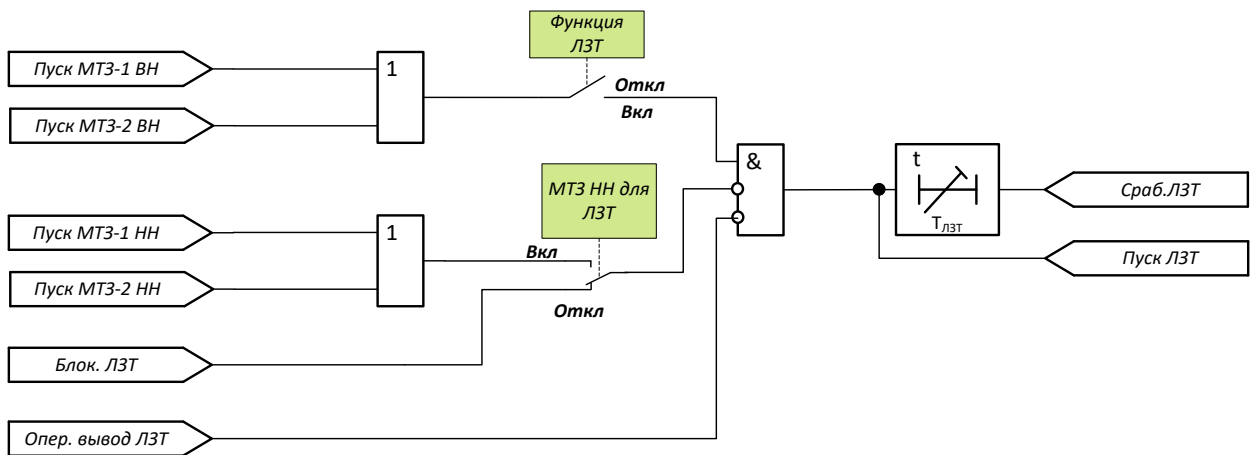 Функция
ЛЗТ
Пуск МТЗ-1 ВН
1
Откл
Вкл
Пуск МТЗ-2 ВН
&
t
МТЗ НН для
ЛЗТ
Сраб.ЛЗТ
TЛЗТ
Пуск МТЗ-1 НН
1
Вкл
Пуск ЛЗТ
Пуск МТЗ-2 НН
Откл
Блок. ЛЗТ
Опер. вывод ЛЗТ